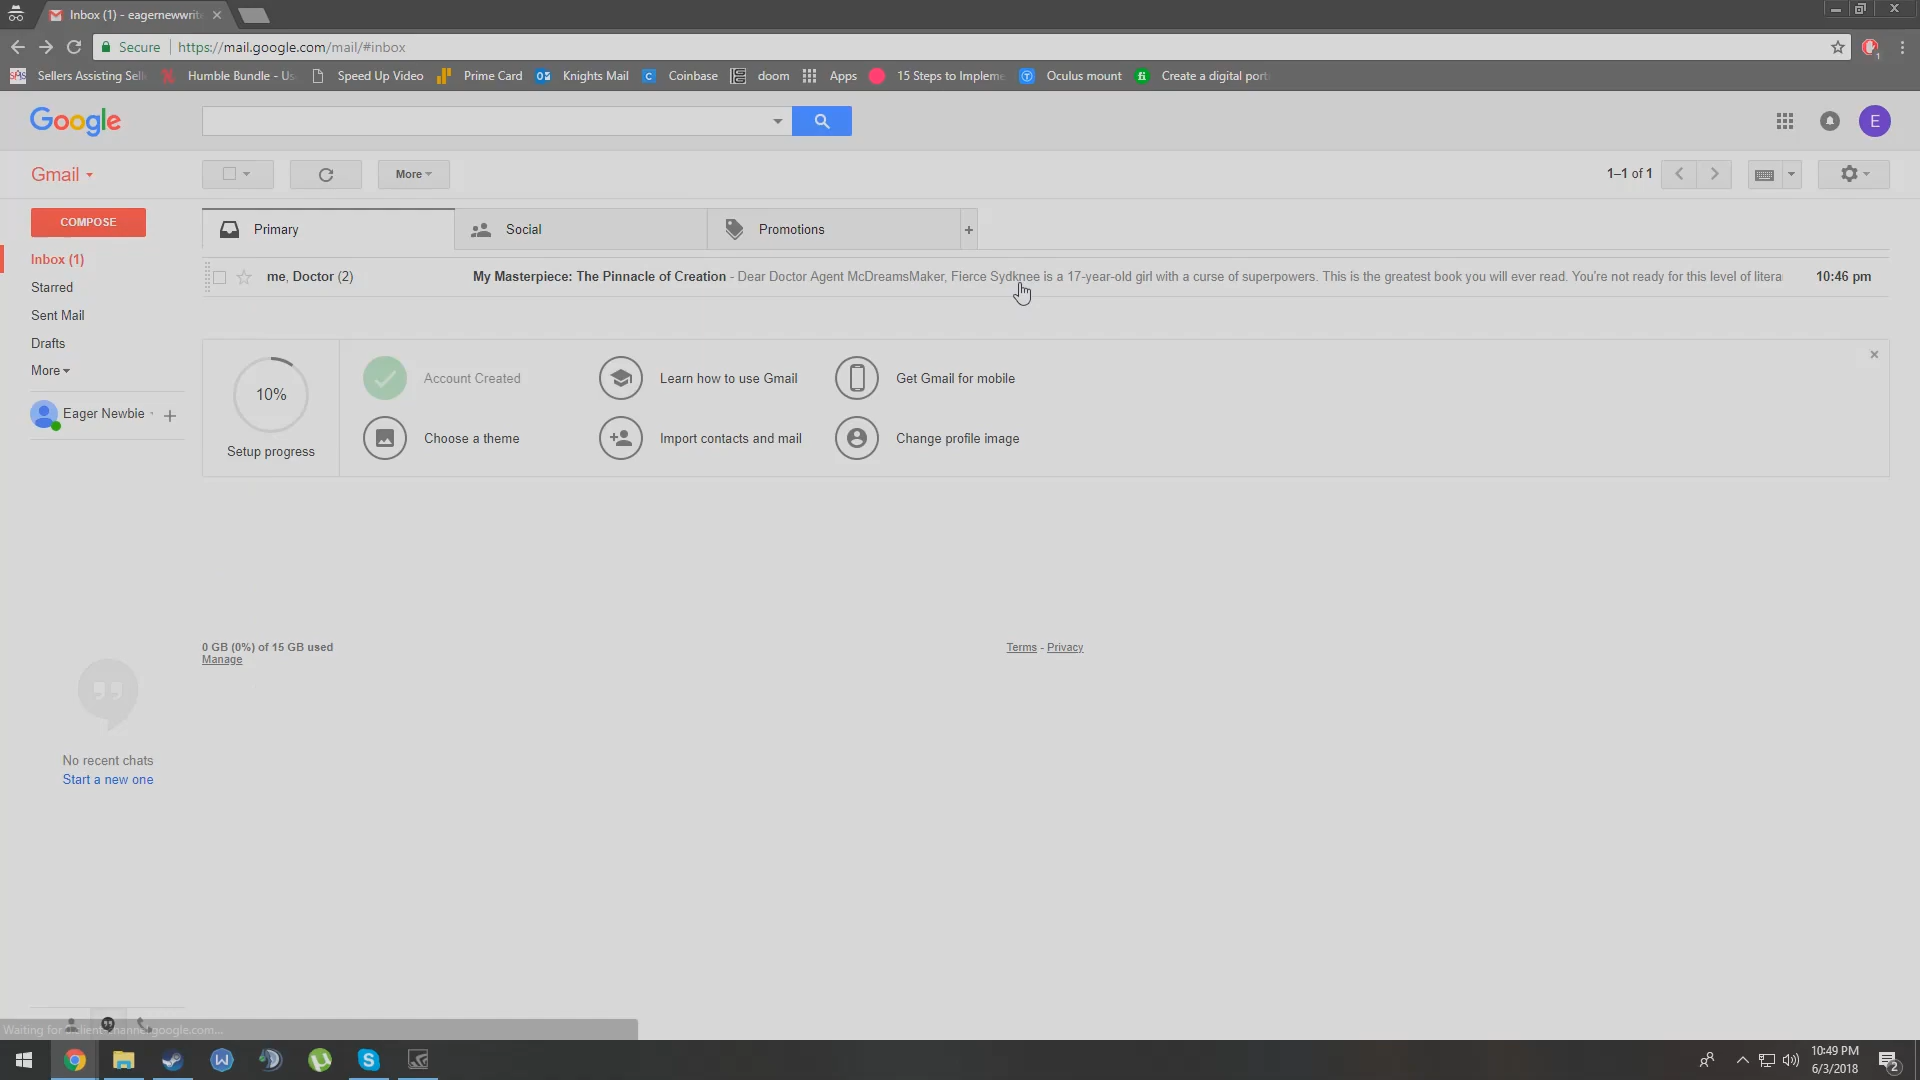 Inbox (1) - eagernewwrit
Secure https://mail.google.com/mail/#inbox
Sellers Assisting Sell Humble Bundle - Us Speed Up Video Prime Card Knights Mail Coinbase doom Apps 15 Steps to Impleme Oculus mount Create a digital port
Google E
Gmail More 1–1 of 1
COMPOSE
Primary Social Promotions +
Inbox (1)
me, Doctor (2) My Masterpiece: The Pinnacle of Creation - Dear Doctor Agent McDreamsMaker, Fierce Sydknee is a 17-year-old girl with a curse of superpowers. This is the greatest book you will ever read. You're not ready for this level of litera 10:46 pm
Starred
Sent Mail
Drafts
More
Eager Newbie
10%
Setup progress
Account Created Learn how to use Gmail Get Gmail for mobile
Choose a theme Import contacts and mail Change profile image
0 GB (0%) of 15 GB used
Manage
Terms - Privacy
No recent chats
Start a new one
Waiting for client-channel.google.com...
10:49 PM
6/3/2018
2